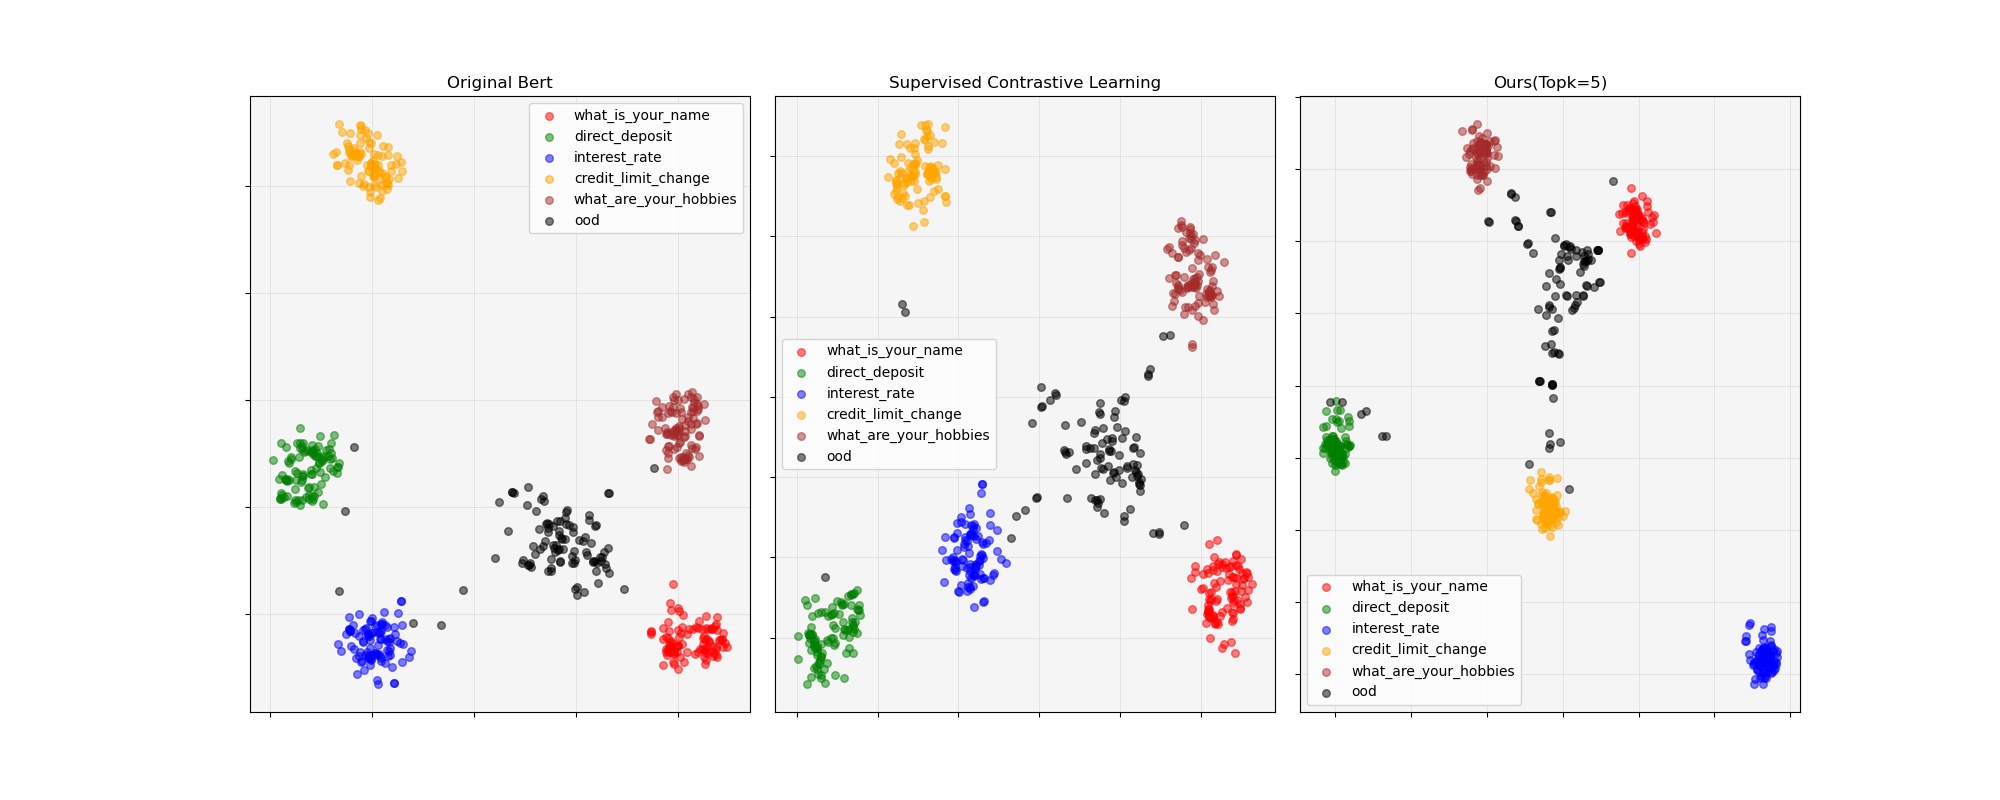 Original Bert
what_is_your_name
direct_deposit
interest_rate
credit_limit_change
what_are_your_hobbies
ood
Supervised Contrastive Learning
what_is_your_name
direct_deposit
interest_rate
credit_limit_change
what_are_your_hobbies
ood
Ours(Topk=5)
what_is_your_name
direct_deposit
interest_rate
credit_limit_change
what_are_your_hobbies
ood